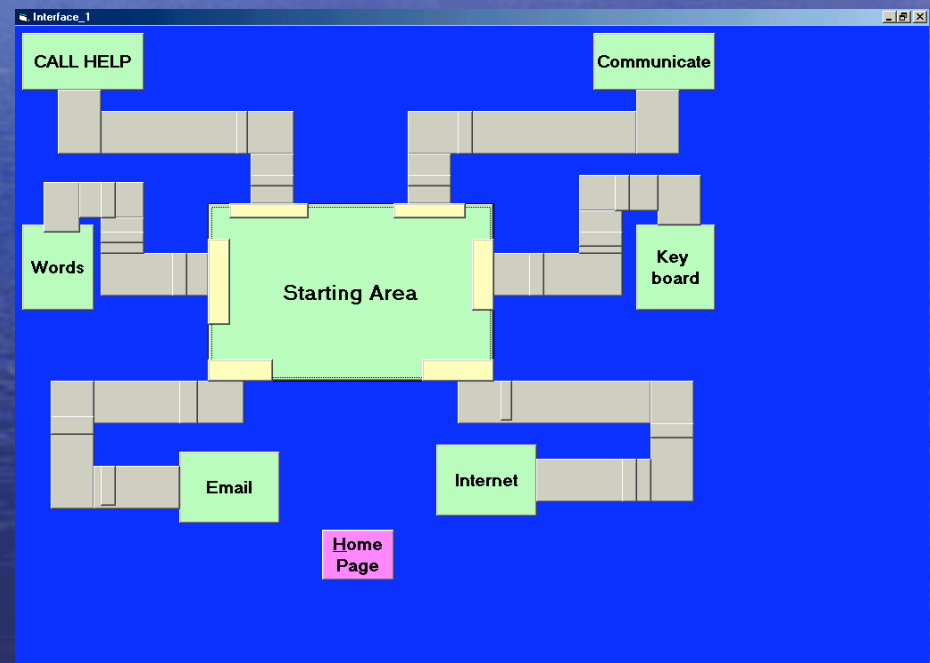 Interface_1
CALL HELP
Communicate
Words
Starting Area
Key
board
Email
Internet
Home
Page